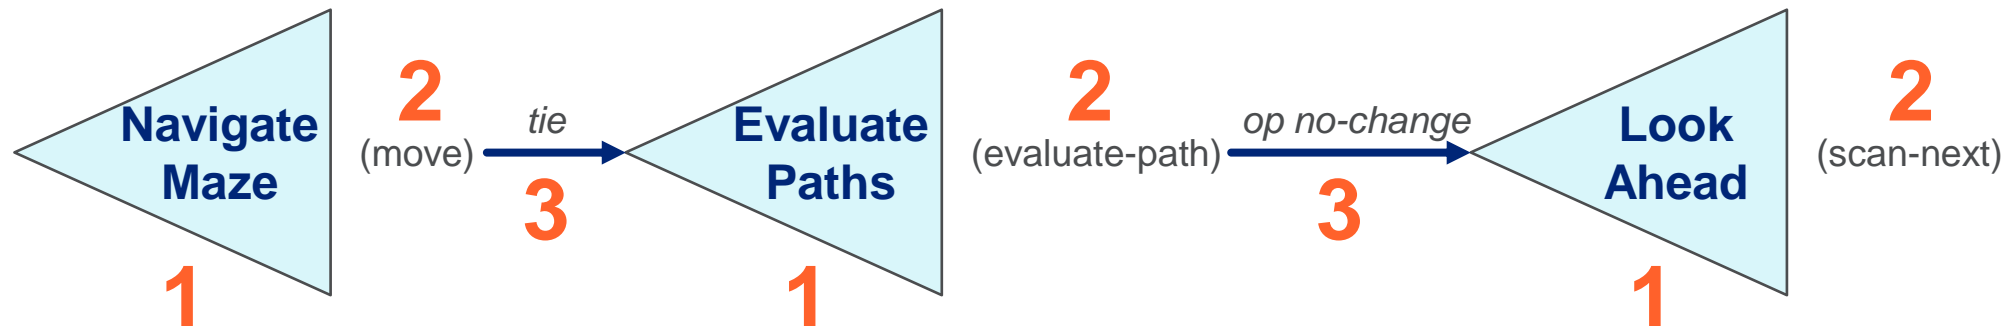 Navigate
Maze
1
2
(move)
tie
3
Evaluate
Paths
1
2
(evaluate-path)
op no-change
3
Look
Ahead
1
2
(scan-next)